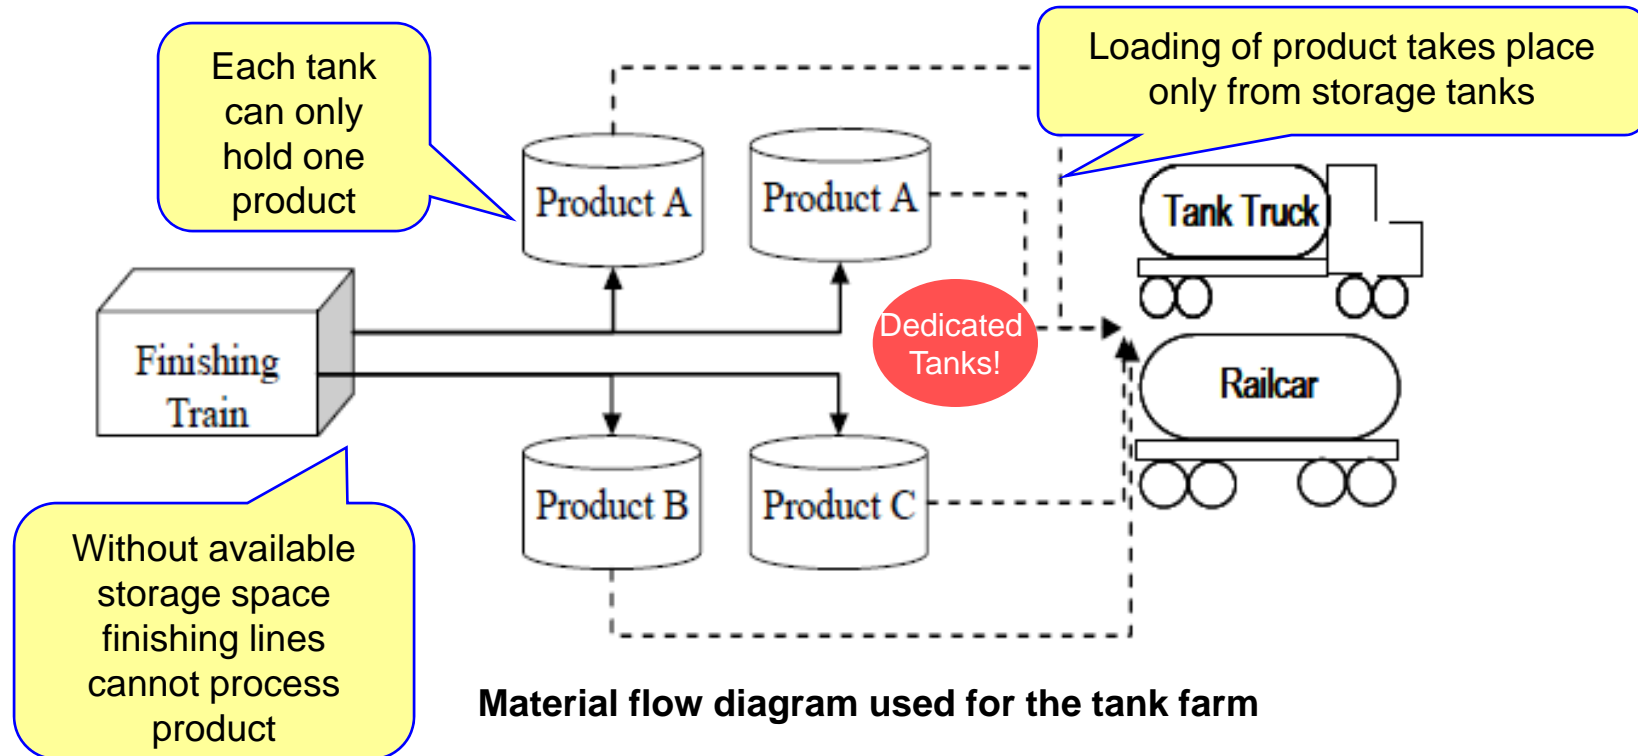 Each tank
can only
hold one
product
Loading of product takes place
only from storage tanks
Product A
Product A
Tank Truck
Dedicated
Tanks!
Finishing
Train
Railcar
Product B
Product C
Without available
storage space
finishing lines
cannot process
product
Material flow diagram used for the tank farm